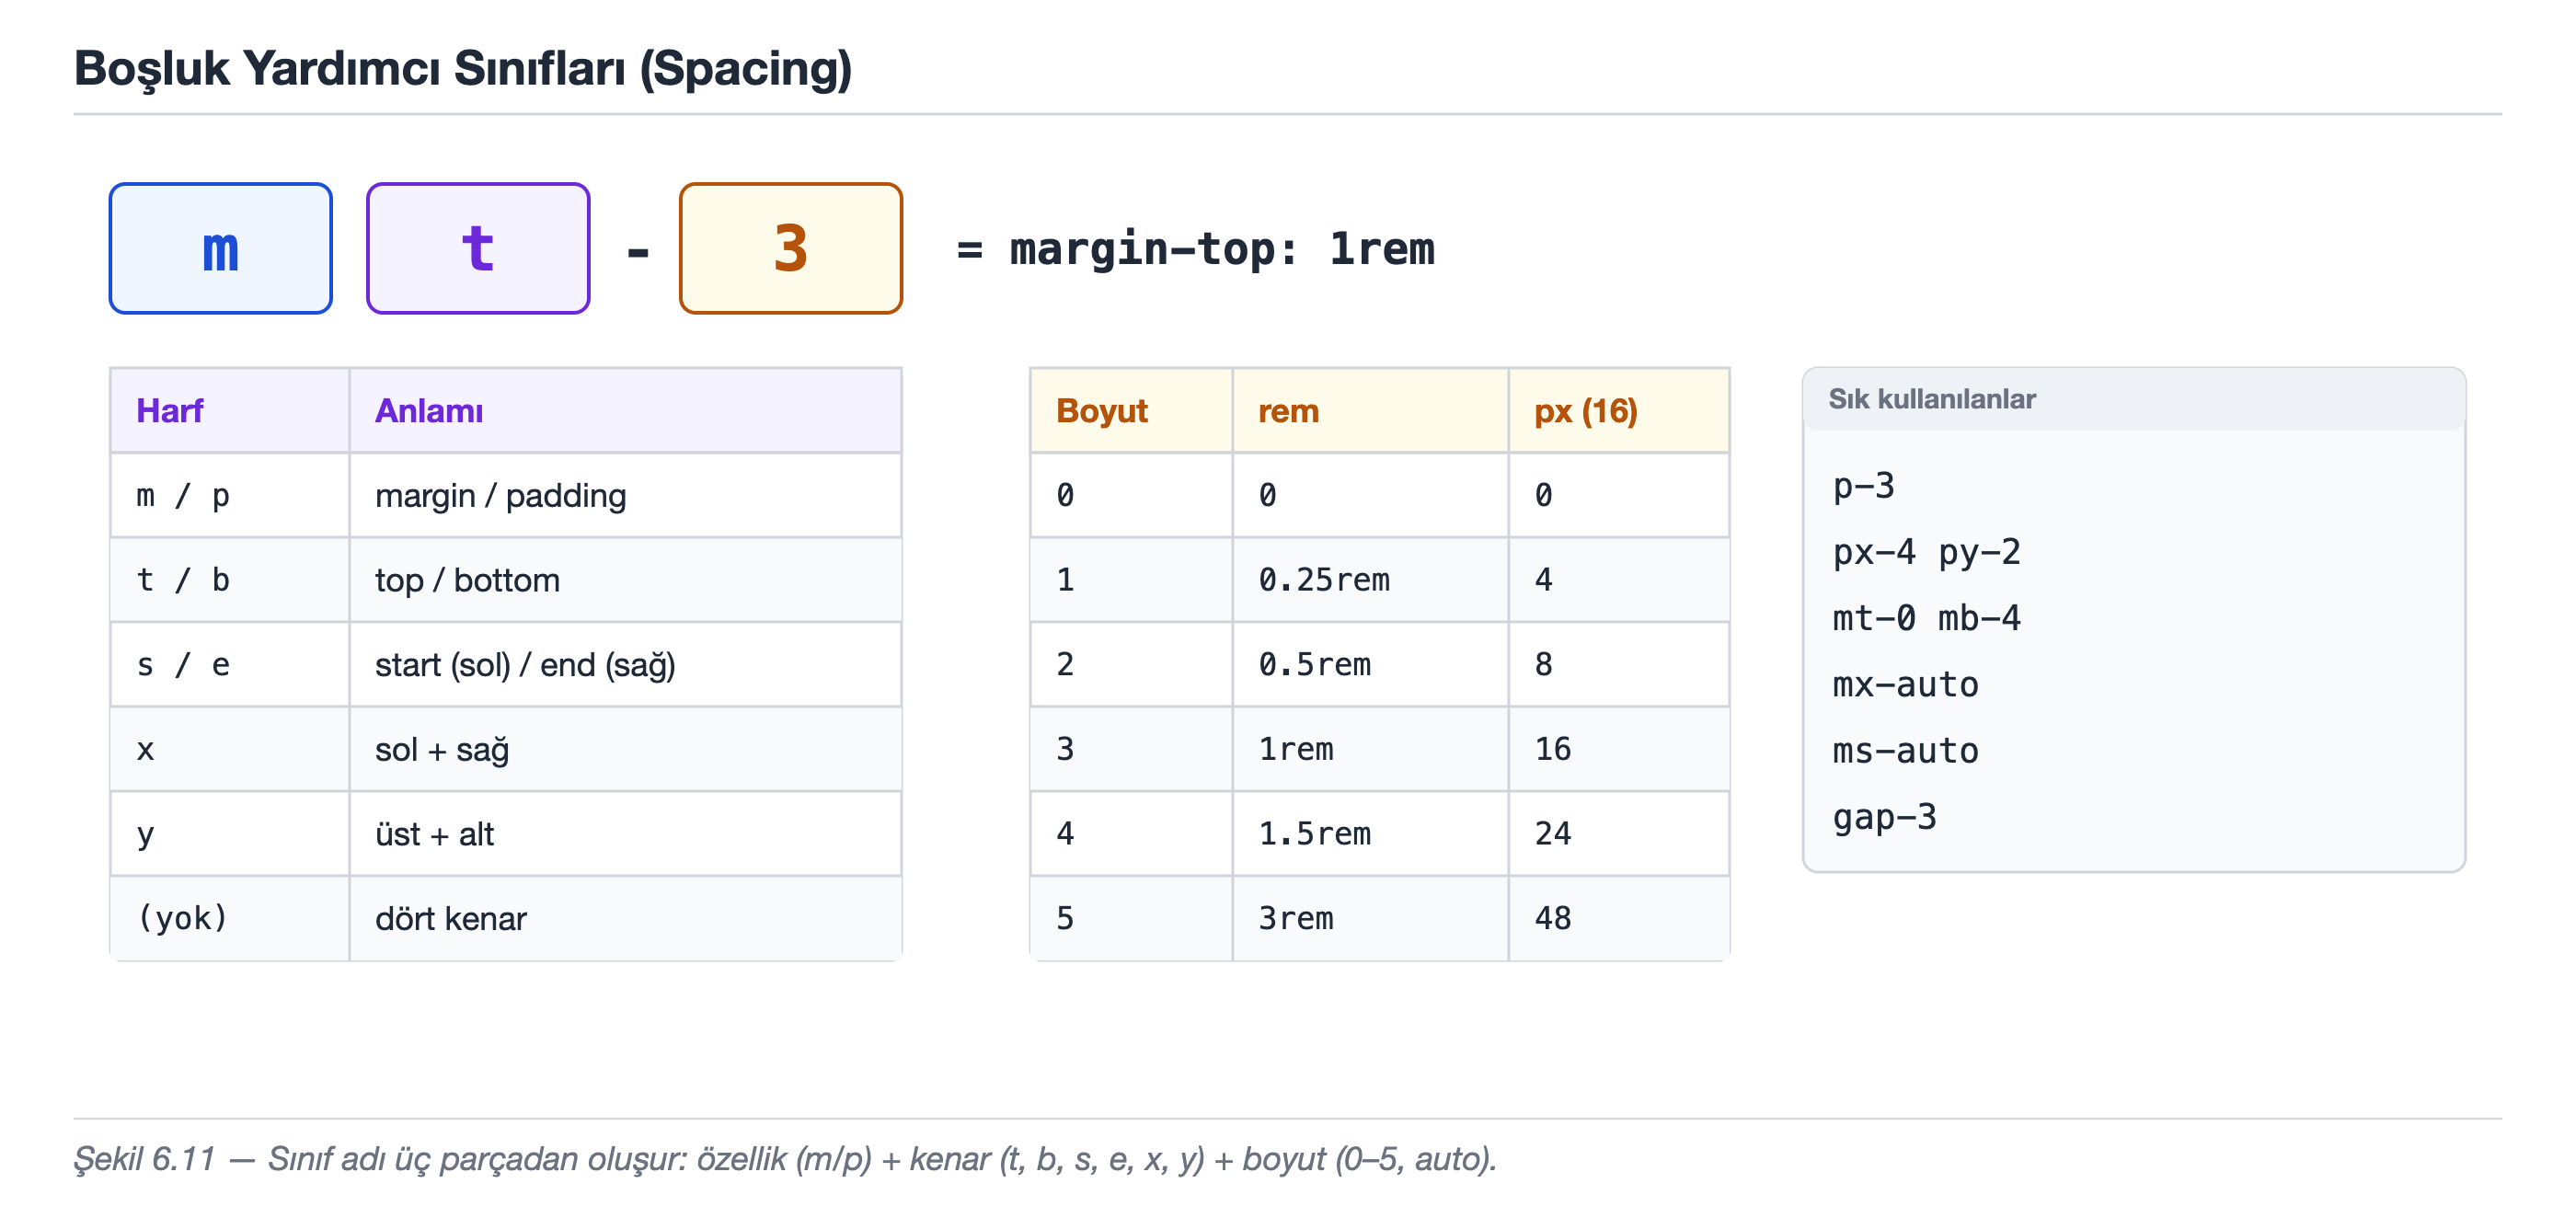 Boşluk Yardımcı Sınıfları (Spacing)
m t - 3 = margin-top: 1rem
Harf Anlamı
m / p margin / padding
t / b top / bottom
s / e start (sol) / end (sağ)
x sol + sağ
y üst + alt
(yok) dört kenar
Boyut rem px (16)
0 0 0
1 0.25rem 4
2 0.5rem 8
3 1rem 16
4 1.5rem 24
5 3rem 48
Sık kullanılanlar
p-3
px-4 py-2
mt-0 mb-4
mx-auto
ms-auto
gap-3
Şekil 6.11 — Sınıf adı üç parçadan oluşur: özellik (m/p) + kenar (t, b, s, e, x, y) + boyut (0–5, auto).